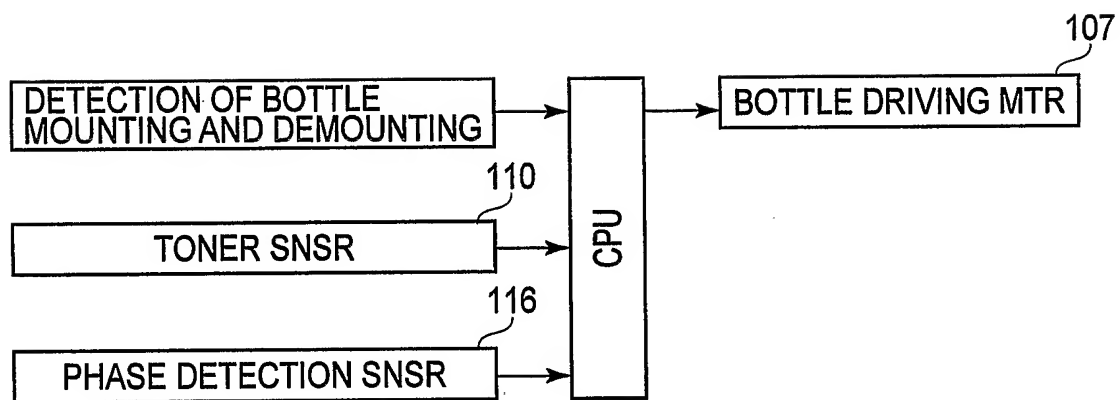 107
DETECTION OF BOTTLE
MOUNTING AND DEMOUNTING
BOTTLE DRIVING MTR
110
TONER SNSR
CPU
116
PHASE DETECTION SNSR